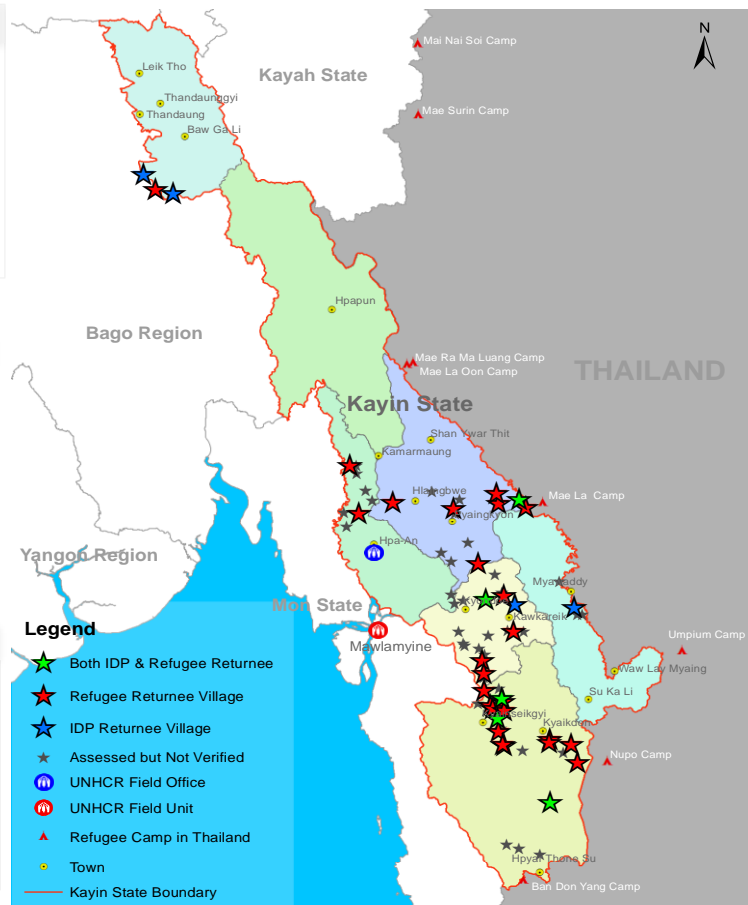 Mai Nai Soi Camp
N
Leik Tho
Kayah State
Thandaunggyi
Thandaung
Mae Surin Camp
Baw Ga Li
Hpapun
Bago Region
Mae Ra Ma Luang Camp
Mae La Oon Camp
THAILAND
Kayin State
Shan Ywar Thit
Kamarmaung
Hlaingbwe
Mae La Camp
Hpa-An
Yangon Region
Mon State
Kawkareik
Umpium Camp
Mawlamyine
Waw Lay Myaing
Su Ka Li
Kyaikdon
Nupo Camp
Hpyar Thone Su
Ban Don Yang Camp
Legend
Both IDP & Refugee Returnee
Refugee Returnee Village
IDP Returnee Village
Assessed but Not Verified
UNHCR Field Office
UNHCR Field Unit
Refugee Camp in Thailand
Town
Kayin State Boundary